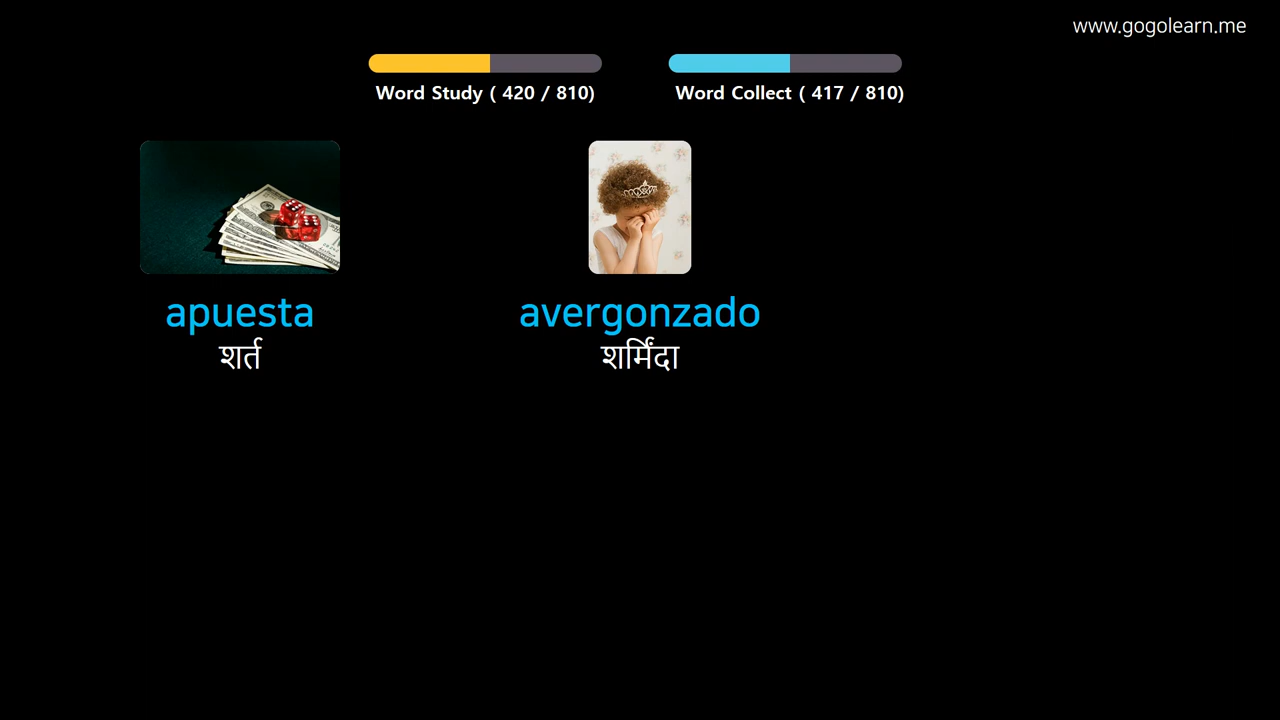 www.gogolearn.me
Word Study ( 420 / 810)
Word Collect ( 417 / 810)
apuesta
शर्त
avergonzado
शर्मिंदा